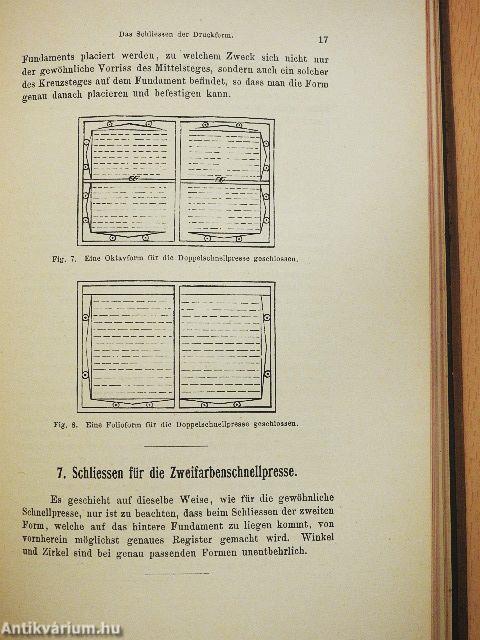 Das Schliessen der Druckform. 17
Fundaments placiert werden, zu welchem Zweck sich nicht nur
der gewöhnliche Vorriss des Mittelsteges, sondern auch ein solcher
des Kreuzsteges auf dem Fundament befindet, so dass man die Form
genau danach placieren und befestigen kann.
Fig. 7. Eine Oktavform für die Doppelschnellpresse geschlossen.
Fig. 8. Eine Folioform für die Doppelschnellpresse geschlossen.
7. Schliessen für die Zweifarbenschnellpresse.
Es geschieht auf dieselbe Weise, wie für die gewöhnliche
Schnellpresse, nur ist zu beachten, dass beim Schliessen der zweiten
Form, welche auf das hintere Fundament zu liegen kommt, von
vornherein möglichst genaues Register gemacht wird. Winkel
und Zirkel sind bei genau passenden Formen unentbehrlich.
Antikvárium.hu